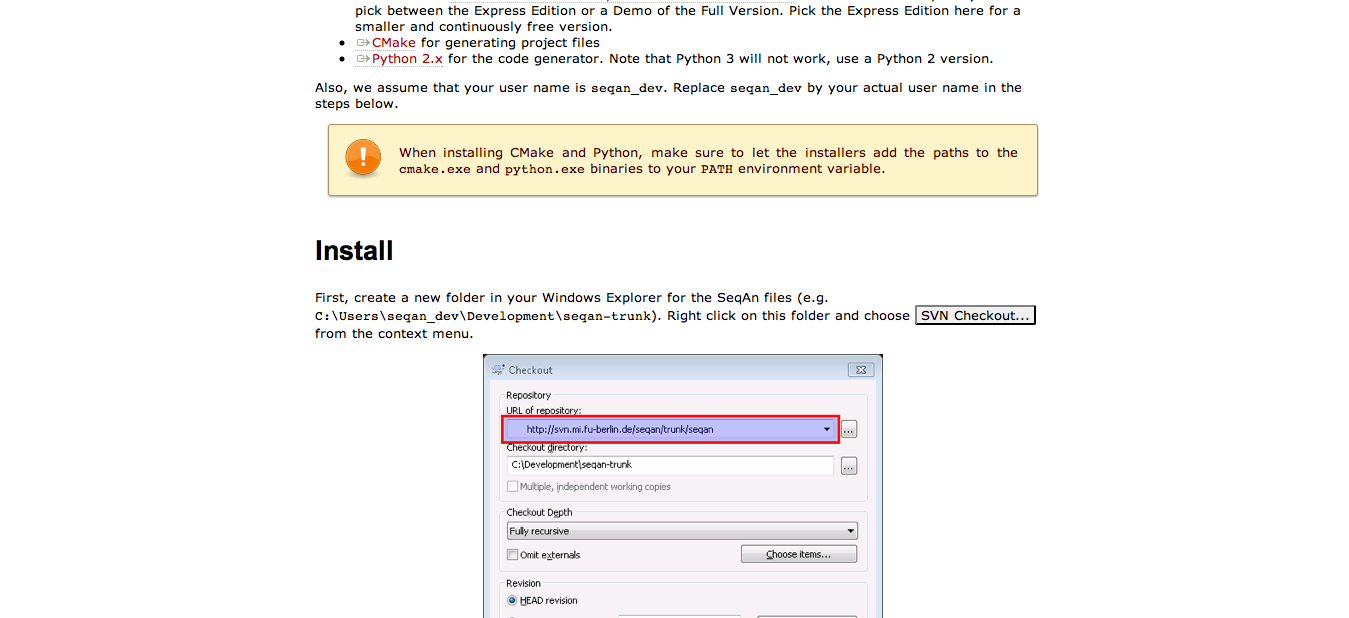 pick between the Express Edition or a Demo of the Full Version. Pick the Express Edition here for a
smaller and continuously free version.
CMake for generating project files
Python 2.x for the code generator. Note that Python 3 will not work, use a Python 2 version.
Also, we assume that your user name is seqan_dev. Replace seqan_dev by your actual user name in the
steps below.
When installing CMake and Python, make sure to let the installers add the paths to the
cmake.exe and python.exe binaries to your PATH environment variable.
Install
First, create a new folder in your Windows Explorer for the SeqAn files (e.g.
C:\Users\seqan_dev\Development\seqan-trunk). Right click on this folder and choose SVN Checkout...
from the context menu.
Checkout
Repository
URL of repository:
http://svn.mi.fu-berlin.de/seqan/trunk/seqan
...
Checkout directory:
C:\Development\seqan-trunk
...
Multiple, independent working copies
Checkout Depth
Fully recursive
Omit externals
Choose items...
Revision
HEAD revision